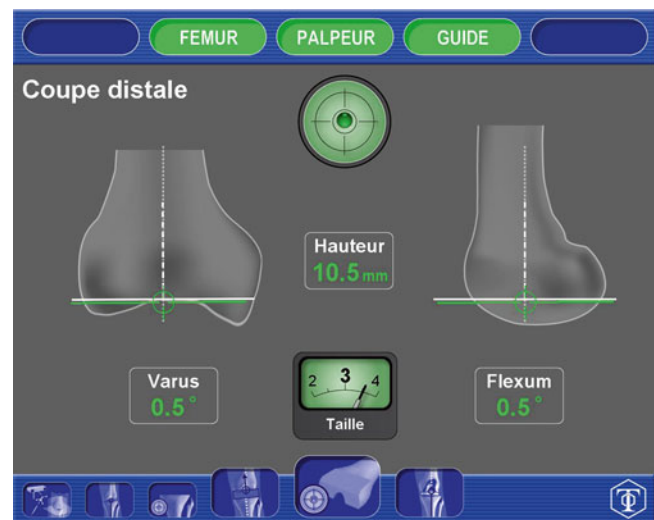 FEMUR PALPEUR GUIDE
Coupe distale
Hauteur
10.5 mm
Varus
0.5°
2 3 4
Taille
Flexum
0.5°